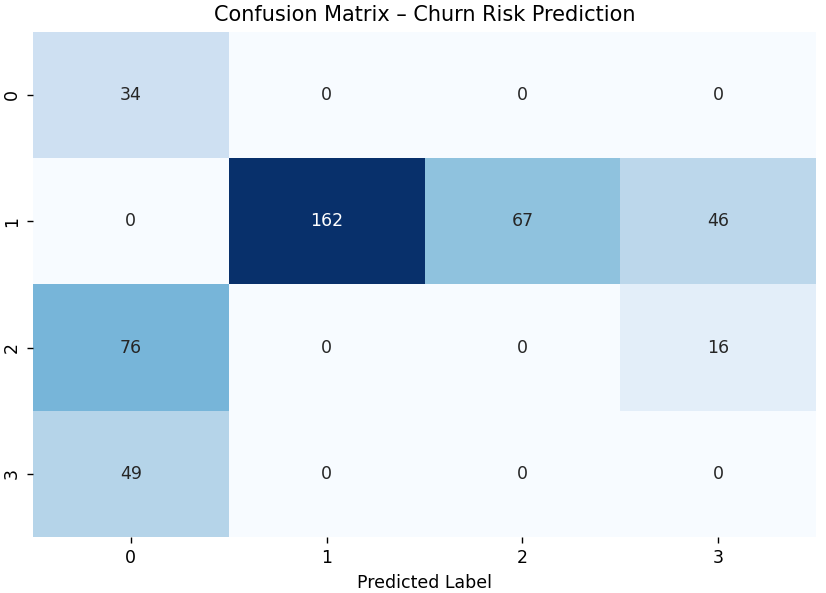 Confusion Matrix – Churn Risk Prediction
0 34 0 0 0
1 0 162 67 46
2 76 0 0 16
3 49 0 0 0
0 1 2 3
Predicted Label